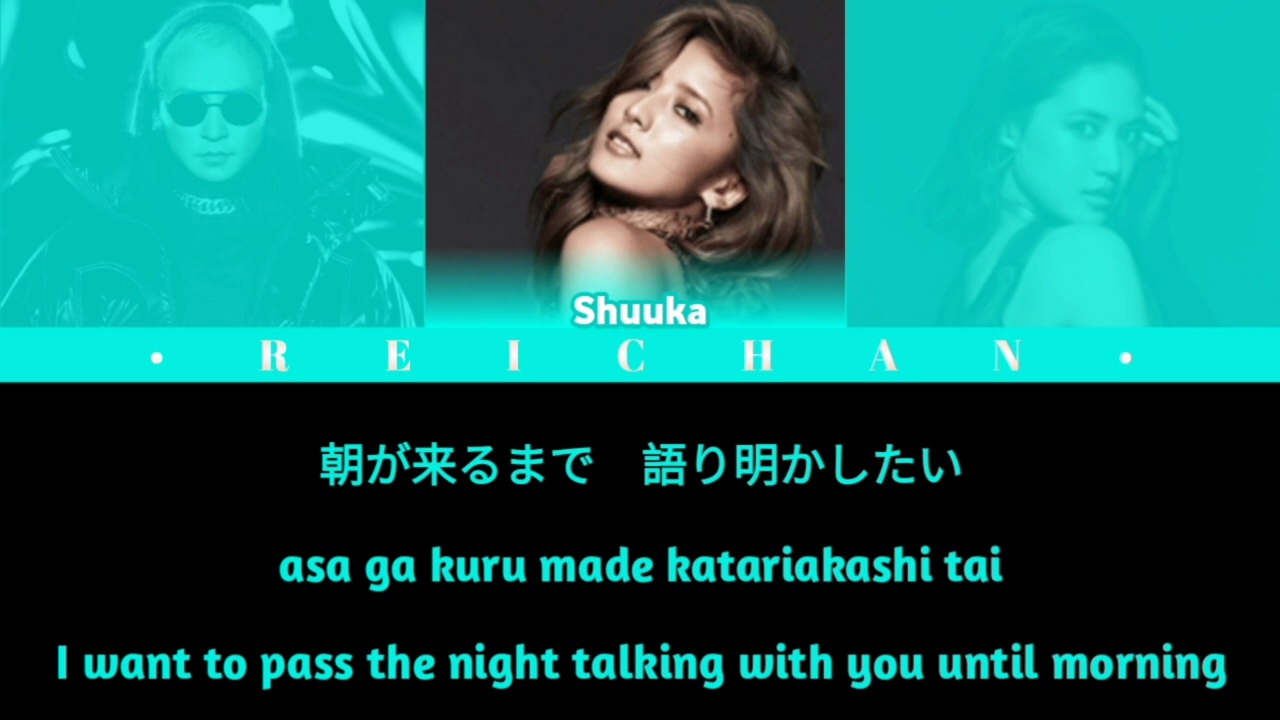 Shuuka
• R E I C H A N •
朝が来るまで　語り明かしたい
asa ga kuru made katariakashi tai
I want to pass the night talking with you until morning